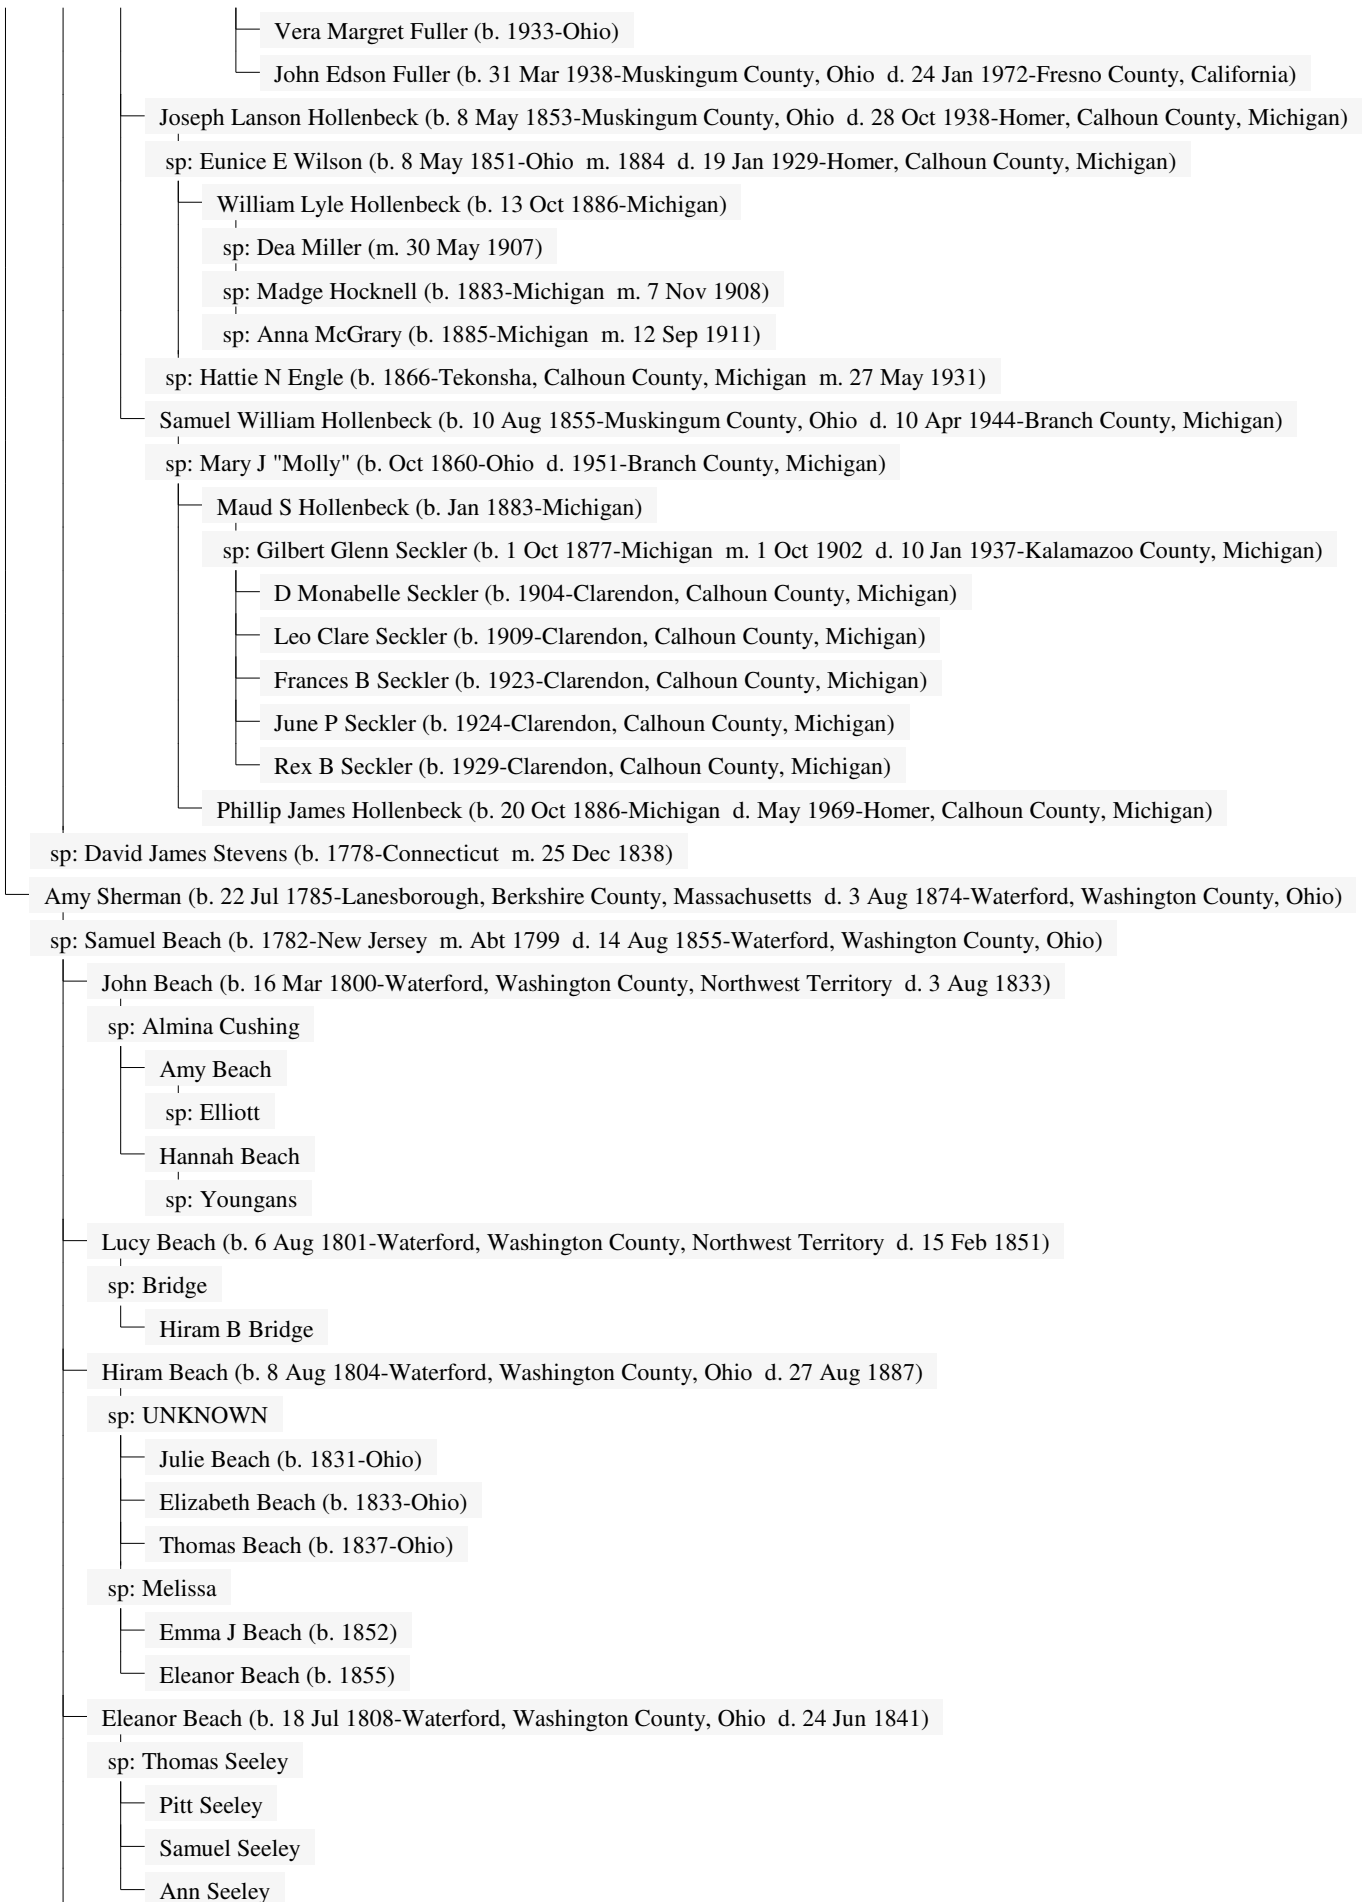 Vera Margret Fuller (b. 1933-Ohio)
John Edson Fuller (b. 31 Mar 1938-Muskingum County, Ohio d. 24 Jan 1972-Fresno County, California)
Joseph Lanson Hollenbeck (b. 8 May 1853-Muskingum County, Ohio d. 28 Oct 1938-Homer, Calhoun County, Michigan)
sp: Eunice E Wilson (b. 8 May 1851-Ohio m. 1884 d. 19 Jan 1929-Homer, Calhoun County, Michigan)
William Lyle Hollenbeck (b. 13 Oct 1886-Michigan)
sp: Dea Miller (m. 30 May 1907)
sp: Madge Hocknell (b. 1883-Michigan m. 7 Nov 1908)
sp: Anna McGrary (b. 1885-Michigan m. 12 Sep 1911)
sp: Hattie N Engle (b. 1866-Tekonsha, Calhoun County, Michigan m. 27 May 1931)
Samuel William Hollenbeck (b. 10 Aug 1855-Muskingum County, Ohio d. 10 Apr 1944-Branch County, Michigan)
sp: Mary J "Molly" (b. Oct 1860-Ohio d. 1951-Branch County, Michigan)
Maud S Hollenbeck (b. Jan 1883-Michigan)
sp: Gilbert Glenn Seckler (b. 1 Oct 1877-Michigan m. 1 Oct 1902 d. 10 Jan 1937-Kalamazoo County, Michigan)
D Monabelle Seckler (b. 1904-Clarendon, Calhoun County, Michigan)
Leo Clare Seckler (b. 1909-Clarendon, Calhoun County, Michigan)
Frances B Seckler (b. 1923-Clarendon, Calhoun County, Michigan)
June P Seckler (b. 1924-Clarendon, Calhoun County, Michigan)
Rex B Seckler (b. 1929-Clarendon, Calhoun County, Michigan)
Phillip James Hollenbeck (b. 20 Oct 1886-Michigan d. May 1969-Homer, Calhoun County, Michigan)
sp: David James Stevens (b. 1778-Connecticut m. 25 Dec 1838)
Amy Sherman (b. 22 Jul 1785-Lanesborough, Berkshire County, Massachusetts d. 3 Aug 1874-Waterford, Washington County, Ohio)
sp: Samuel Beach (b. 1782-New Jersey m. Abt 1799 d. 14 Aug 1855-Waterford, Washington County, Ohio)
John Beach (b. 16 Mar 1800-Waterford, Washington County, Northwest Territory d. 3 Aug 1833)
sp: Almina Cushing
Amy Beach
sp: Elliott
Hannah Beach
sp: Youngans
Lucy Beach (b. 6 Aug 1801-Waterford, Washington County, Northwest Territory d. 15 Feb 1851)
sp: Bridge
Hiram B Bridge
Hiram Beach (b. 8 Aug 1804-Waterford, Washington County, Ohio d. 27 Aug 1887)
sp: UNKNOWN
Julie Beach (b. 1831-Ohio)
Elizabeth Beach (b. 1833-Ohio)
Thomas Beach (b. 1837-Ohio)
sp: Melissa
Emma J Beach (b. 1852)
Eleanor Beach (b. 1855)
Eleanor Beach (b. 18 Jul 1808-Waterford, Washington County, Ohio d. 24 Jun 1841)
sp: Thomas Seeley
Pitt Seeley
Samuel Seeley
Ann Seeley